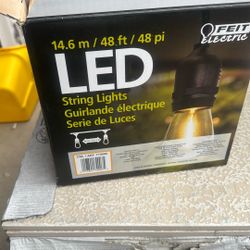 14.6 m / 48 ft / 48 pi
LED
String Lights
Guirlande électrique
Serie de Luces
FEIT
electric